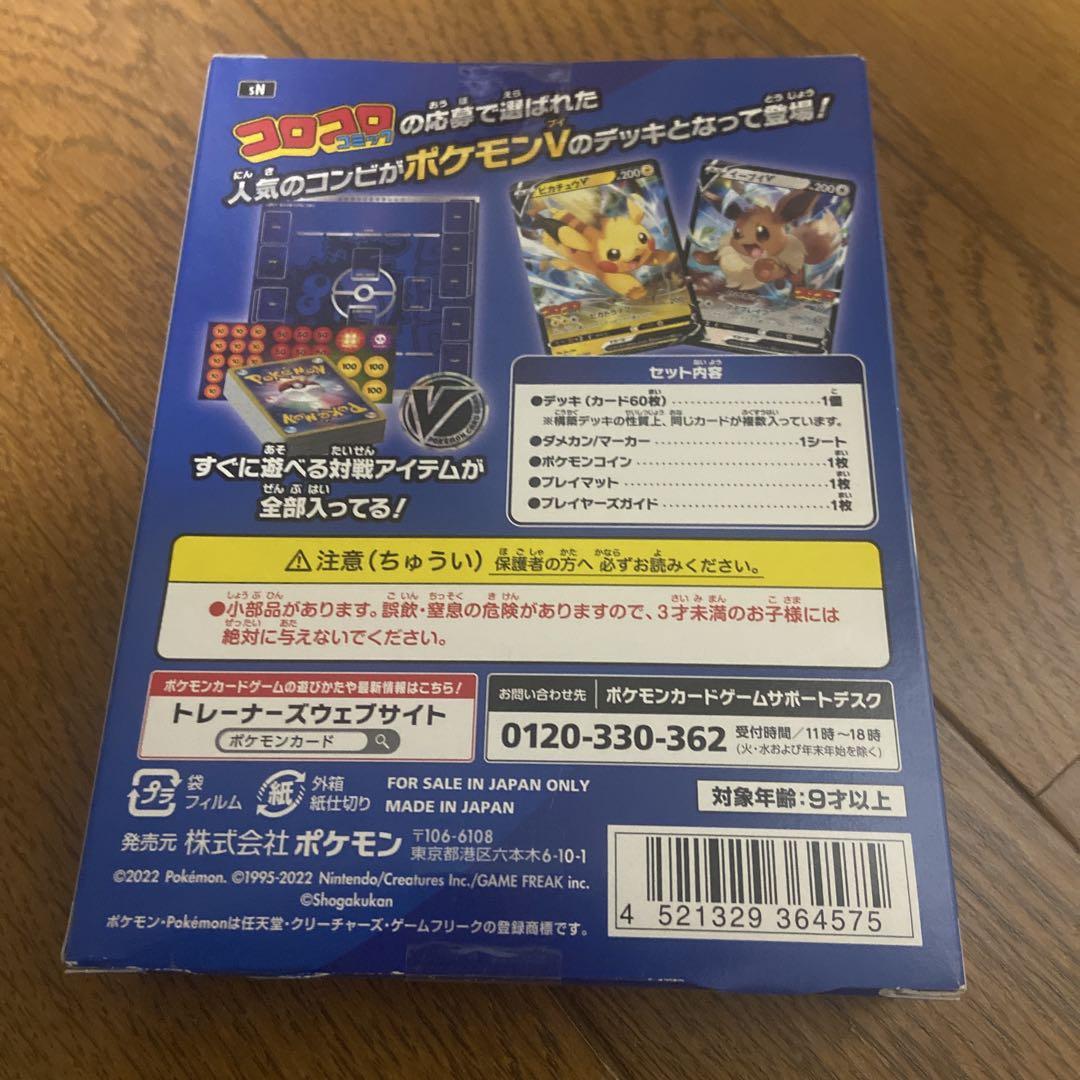 sN
コロコロコミックの応募で選ばれた
人気のコンビがポケモンVのデッキとなって登場!
ピカチュウV 200
イーブイV 200
POKÉMON
100
すぐに遊べる対戦アイテムが
全部入ってる!
セット内容
●デッキ(カード60枚)....................1個
※構築デッキの性質上、同じカードが複数入っています。
●ダメカン/マーカー....................1シート
●ポケモンコイン....................1枚
●プレイマット....................1枚
●プレイヤーズガイド....................1枚
⚠注意(ちゅうい) 保護者の方へ 必ずお読みください。
●小部品があります。誤飲・窒息の危険がありますので、3才未満のお子様には
絶対に与えないでください。
ポケモンカードゲームの遊びかたや最新情報はこちら!
トレーナーズウェブサイト
ポケモンカード
お問い合わせ先 ポケモンカードゲームサポートデスク
0120-330-362 受付時間/11時~18時
(火・水および年末年始を除く)
プラ 袋
フィルム
紙 外箱
紙仕切り
FOR SALE IN JAPAN ONLY
MADE IN JAPAN
対象年齢:9才以上
発売元 株式会社 ポケモン 〒106-6108
東京都港区六本木6-10-1
©2022 Pokémon. ©1995-2022 Nintendo/Creatures Inc./GAME FREAK inc.
©Shogakukan
ポケモン・Pokémonは任天堂・クリーチャーズ・ゲームフリークの登録商標です。
4 521329 364575